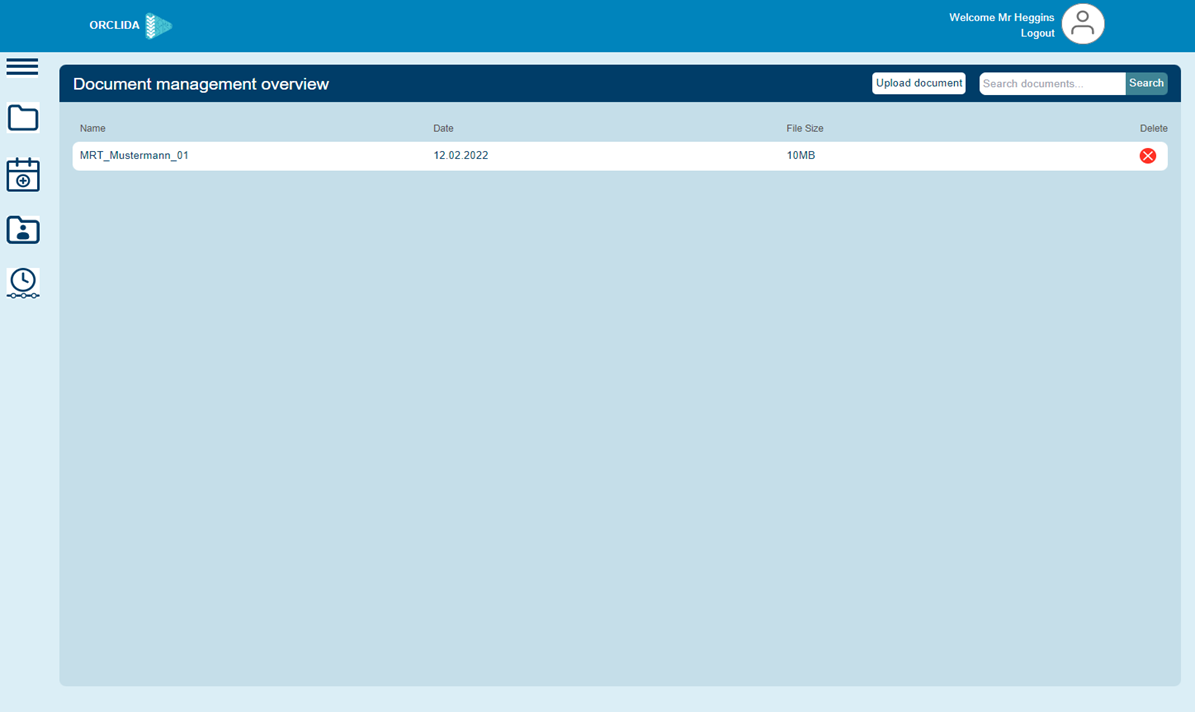 ORCLIDA
Welcome Mr Heggins
Logout
Document management overview
Upload document
Search documents...
Search
Name Date File Size Delete
MRT_Mustermann_01 12.02.2022 10MB